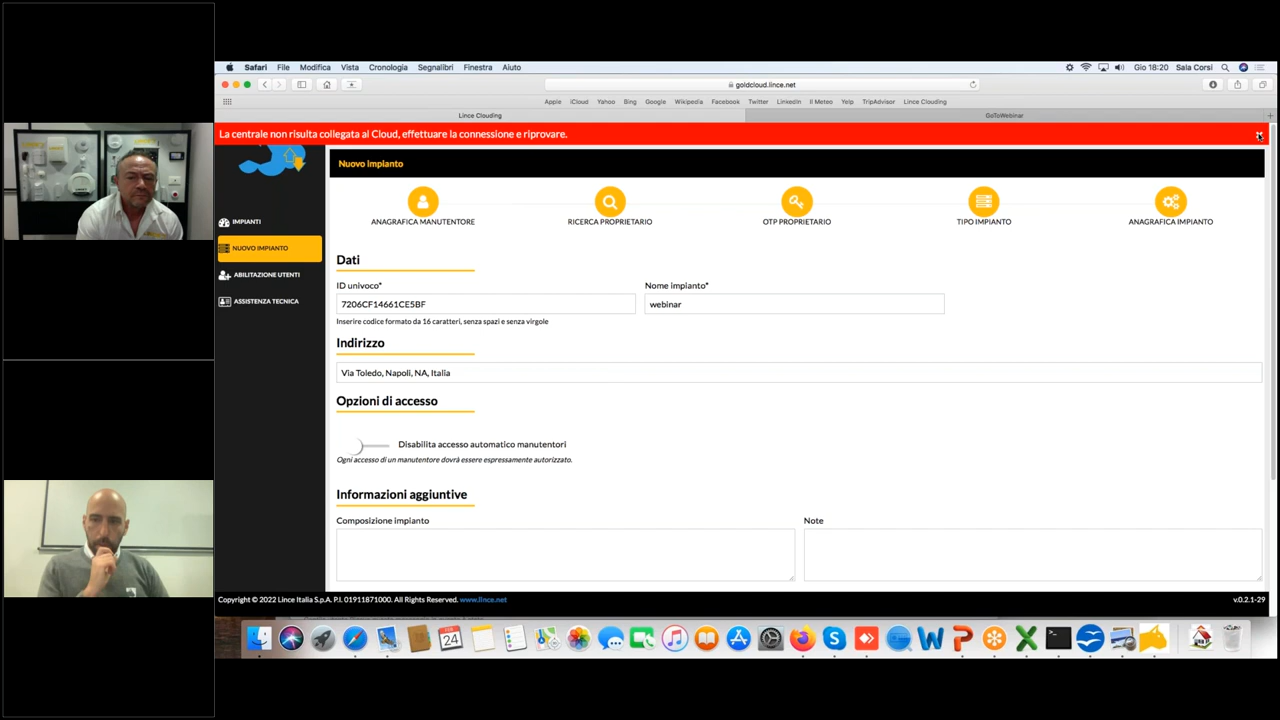 Safari File Modifica Vista Cronologia Segnalibri Finestra Aiuto Gio 18:20 Sala Corsi
goldcloud.lince.net
Apple iCloud Yahoo Bing Google Wikipedia Facebook Twitter LinkedIn Il Meteo Yelp TripAdvisor Lince Clouding
Lince Clouding GoToWebinar
La centrale non risulta collegata al Cloud, effettuare la connessione e riprovare.
Nuovo impianto
ANAGRAFICA MANUTENTORE RICERCA PROPRIETARIO OTP PROPRIETARIO TIPO IMPIANTO ANAGRAFICA IMPIANTO
IMPIANTI
NUOVO IMPIANTO
ABILITAZIONE UTENTI
ASSISTENZA TECNICA
Dati
ID univoco* Nome impianto*
7206CF14661CE5BF webinar
Inserire codice formato da 16 caratteri, senza spazi e senza virgole
Indirizzo
Via Toledo, Napoli, NA, Italia
Opzioni di accesso
Disabilita accesso automatico manutentori
Ogni accesso di un manutentore dovrà essere espressamente autorizzato.
Informazioni aggiuntive
Composizione impianto Note
Copyright © 2022 Lince Italia S.p.A. P.I. 01911871000. All Rights Reserved. www.lince.net v.0.2.1-29
24